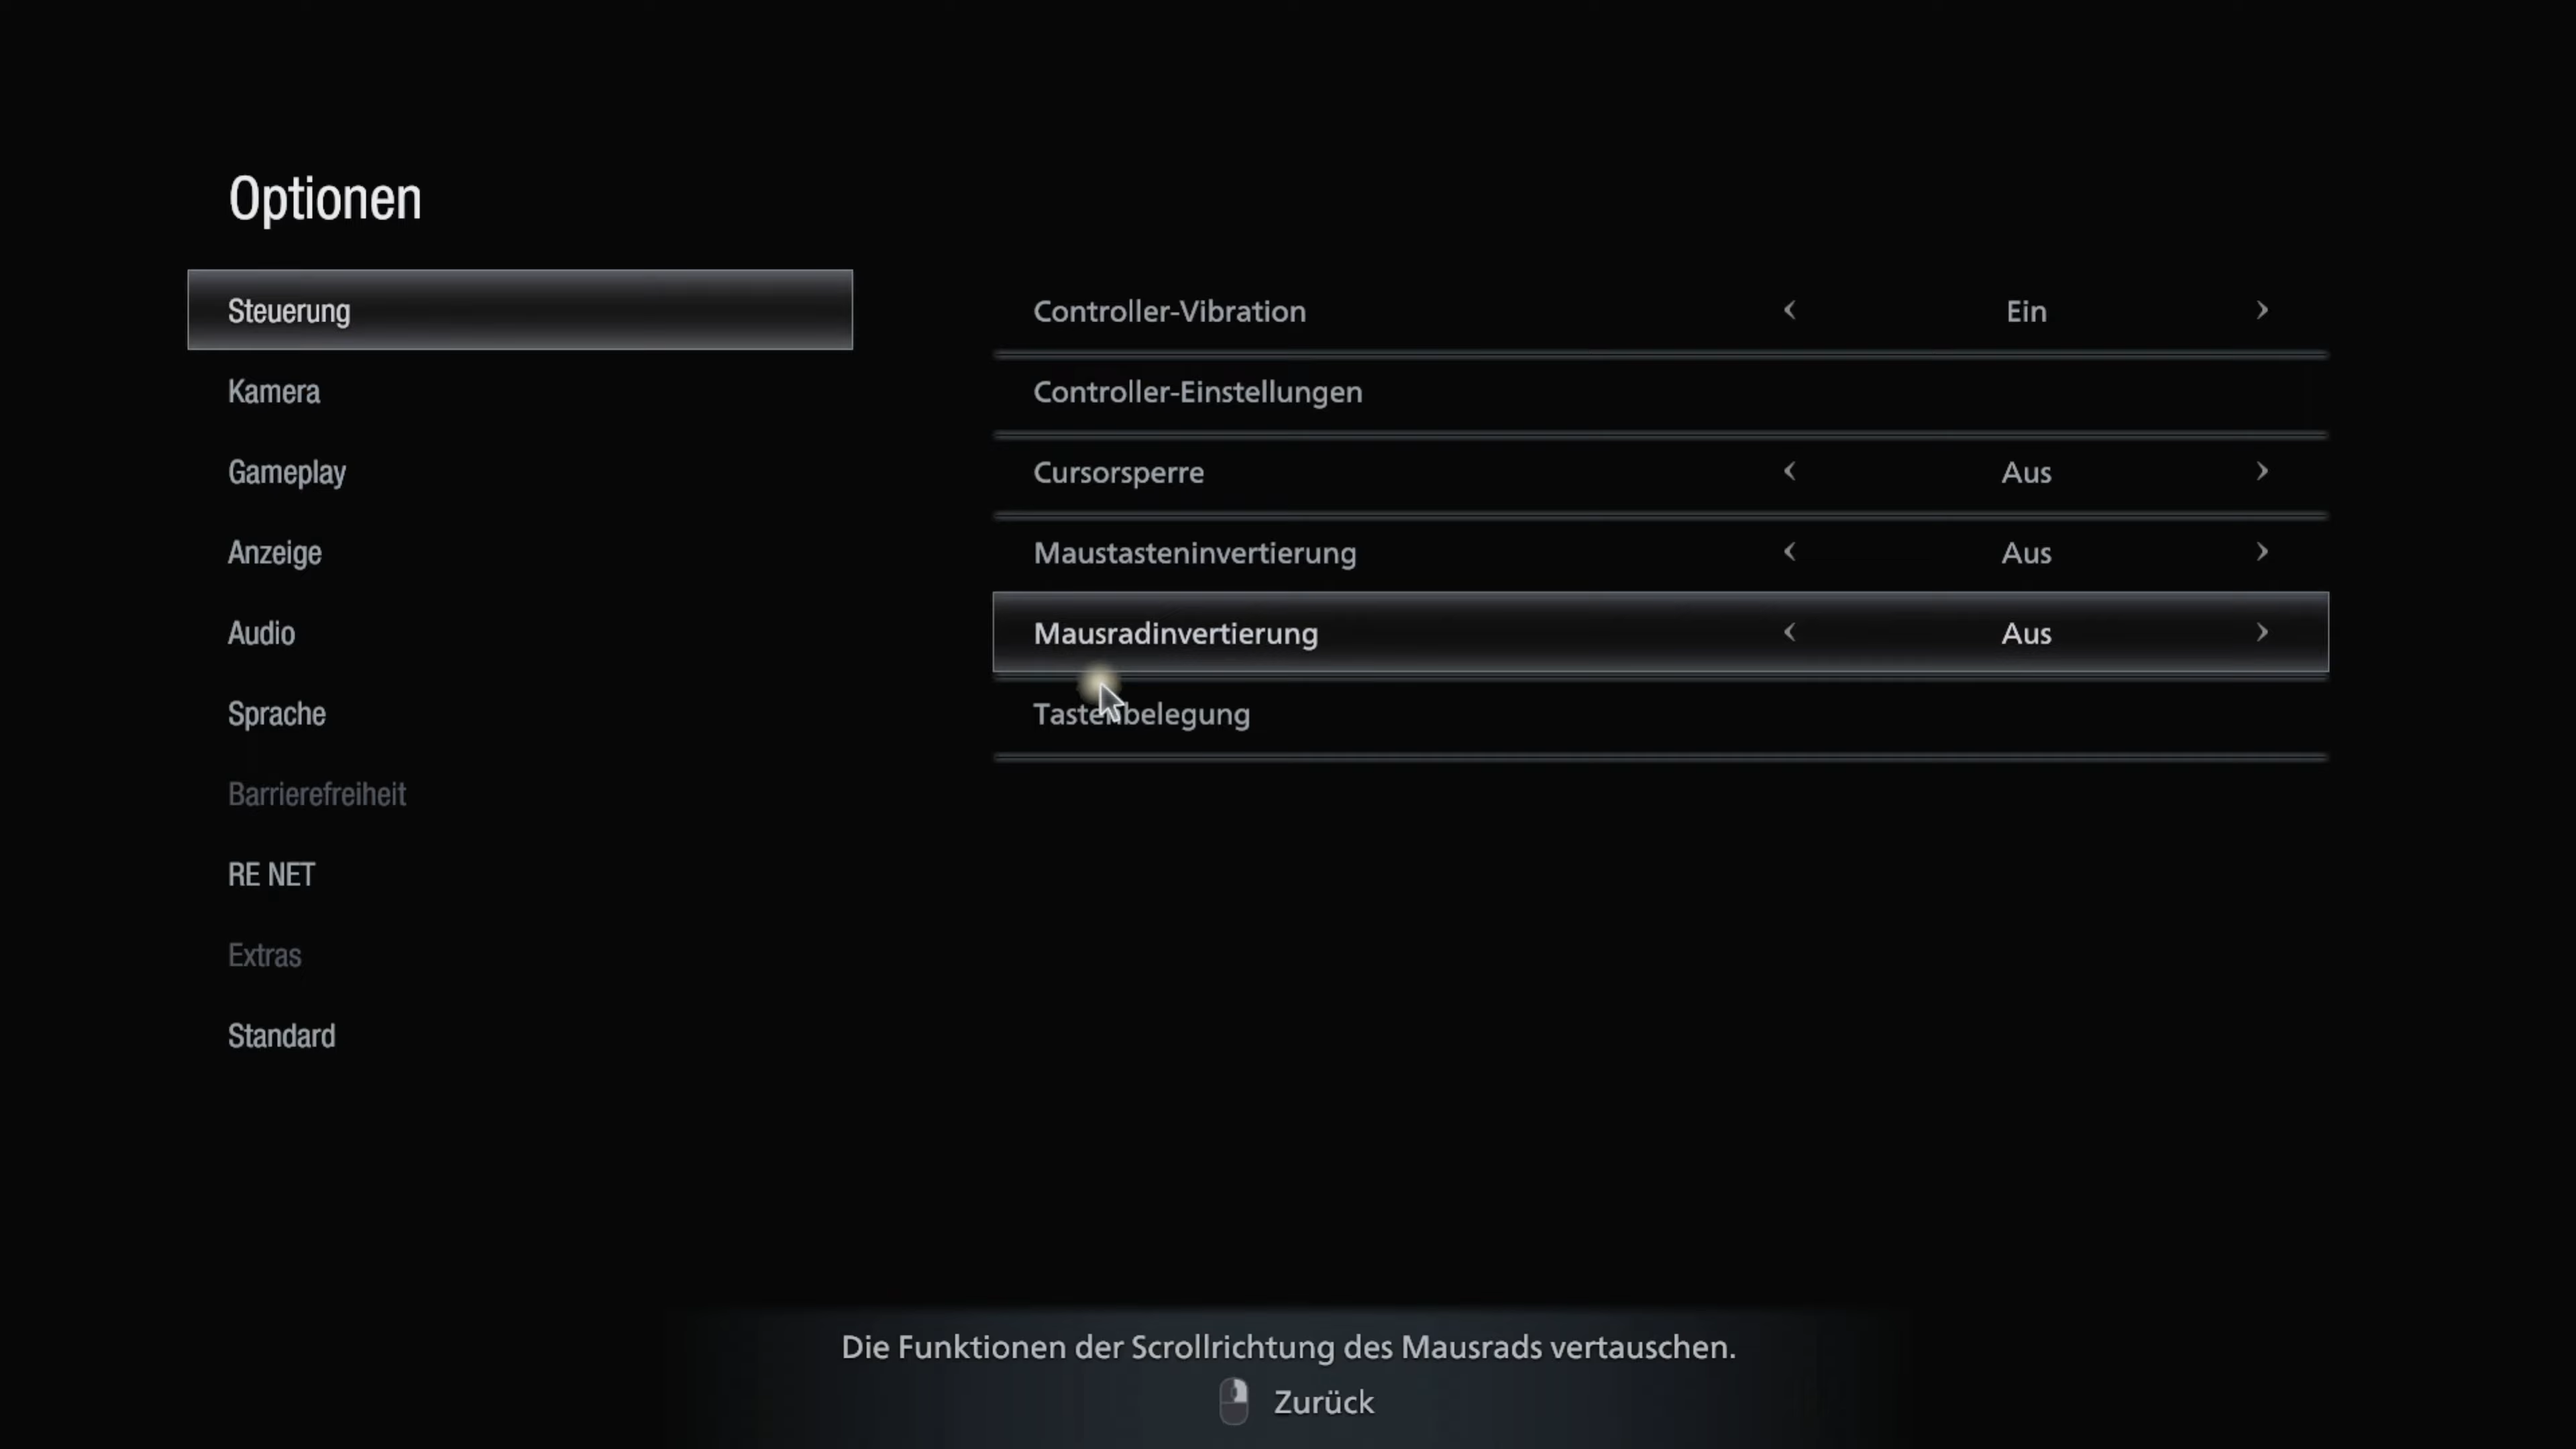 Optionen
Steuerung
Kamera
Gameplay
Anzeige
Audio
Sprache
Barrierefreiheit
RE NET
Extras
Standard
Controller-Vibration Ein
Controller-Einstellungen
Cursorsperre Aus
Maustasteninvertierung Aus
Mausradinvertierung Aus
Tastenbelegung
Die Funktionen der Scrollrichtung des Mausrads vertauschen.
Zurück